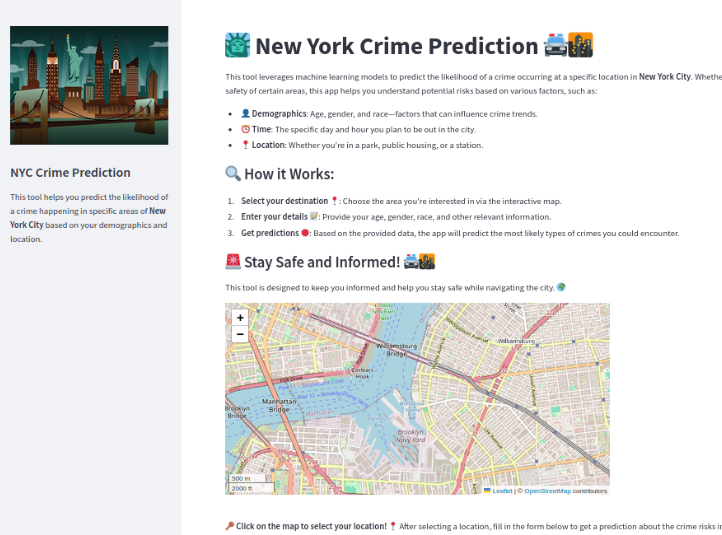 New York Crime Prediction
This tool leverages machine learning models to predict the likelihood of a crime occurring at a specific location in New York City. Whethe
safety of certain areas, this app helps you understand potential risks based on various factors, such as:
• Demographics: Age, gender, and race—factors that can influence crime trends.
• Time: The specific day and hour you plan to be out in the city.
• Location: Whether you're in a park, public housing, or a station.
NYC Crime Prediction
This tool helps you predict the likelihood of
a crime happening in specific areas of New
York City based on your demographics and
location.
How it Works:
1. Select your destination : Choose the area you're interested in via the interactive map.
2. Enter your details : Provide your age, gender, race, and other relevant information.
3. Get predictions : Based on the provided data, the app will predict the most likely types of crimes you could encounter.
Stay Safe and Informed!
This tool is designed to keep you informed and help you stay safe while navigating the city.
+
−
Williamsburg
Bridge
Williamsburg
Corlears
Hook
FDR Drive
Manhattan
Bridge
Brooklyn
Bridge
Brooklyn
Navy Yard
500 m
2000 ft
Leaflet | © OpenStreetMap contributors
Click on the map to select your location! After selecting a location, fill in the form below to get a prediction about the crime risks i